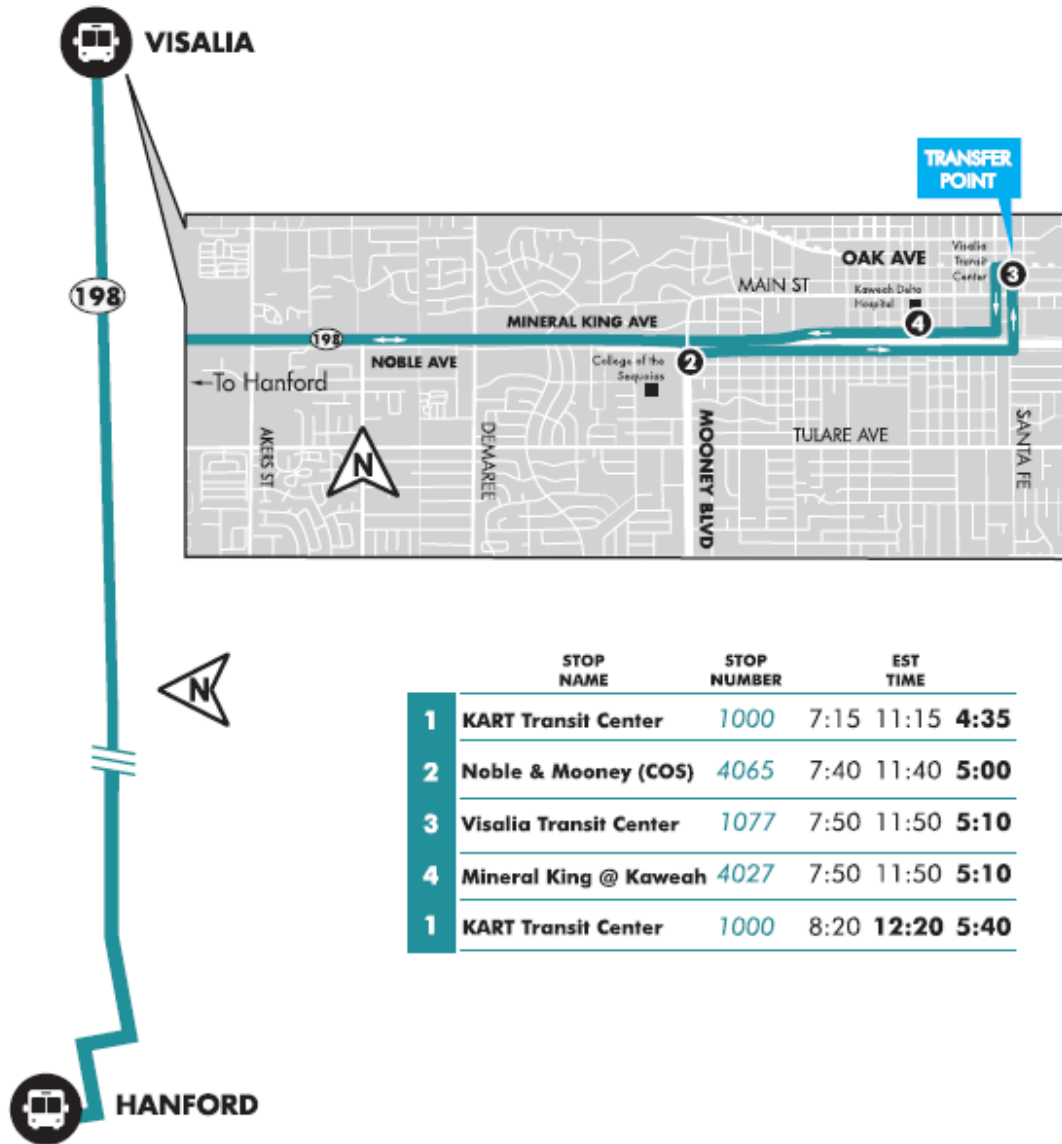 VISALIA
TRANSFER
POINT
198
OAK AVE
Visalia
Transit
Center
3
MAIN ST
Kaweah Delta
Hospital
4
MINERAL KING AVE
198
NOBLE AVE
College of the
Sequoias
2
To Hanford
AKERS ST
N
DEMAREE
MOONEY BLVD
TULARE AVE
SANTA FE
N
STOP NAME STOP NUMBER EST TIME
1 KART Transit Center 1000 7:15 11:15 4:35
2 Noble & Mooney (COS) 4065 7:40 11:40 5:00
3 Visalia Transit Center 1077 7:50 11:50 5:10
4 Mineral King @ Kaweah 4027 7:50 11:50 5:10
1 KART Transit Center 1000 8:20 12:20 5:40
HANFORD